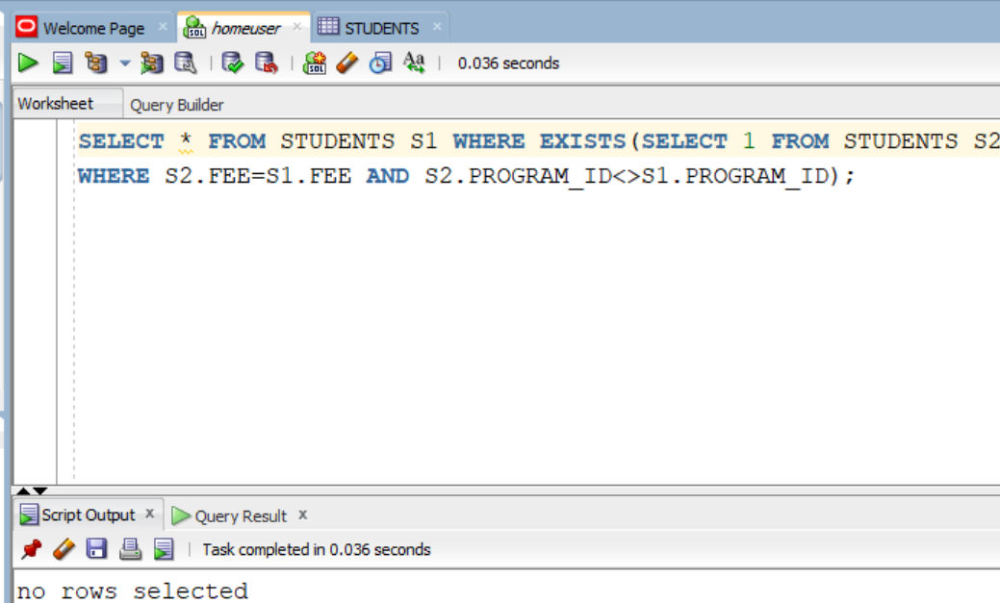 Welcome Page
homeuser
STUDENTS
0.036 seconds
Worksheet Query Builder
SELECT * FROM STUDENTS S1 WHERE EXISTS(SELECT 1 FROM STUDENTS S2
WHERE S2.FEE=S1.FEE AND S2.PROGRAM_ID<>S1.PROGRAM_ID);
Script Output x Query Result x
Task completed in 0.036 seconds
no rows selected